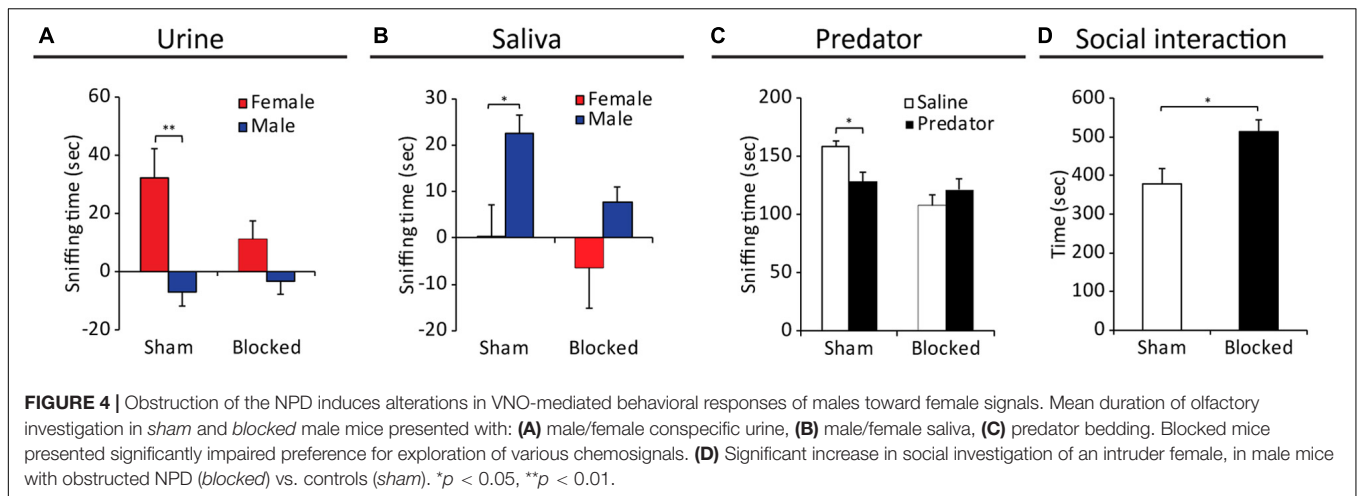 A Urine
B Saliva
C Predator
D Social interaction
60
40
20
0
-20
Sniffing time (sec)
Female
Male
**
Sham Blocked
30
20
10
0
-10
-20
Sniffing time (sec)
Female
Male
*
Sham Blocked
200
150
100
50
0
Sniffing time (sec)
Saline
Predator
*
Sham Blocked
600
500
400
300
200
100
0
Time (sec)
*
Sham Blocked
FIGURE 4 | Obstruction of the NPD induces alterations in VNO-mediated behavioral responses of males toward female signals. Mean duration of olfactory
investigation in sham and blocked male mice presented with: (A) male/female conspecific urine, (B) male/female saliva, (C) predator bedding. Blocked mice
presented significantly impaired preference for exploration of various chemosignals. (D) Significant increase in social investigation of an intruder female, in male mice
with obstructed NPD (blocked) vs. controls (sham). *p < 0.05, **p < 0.01.